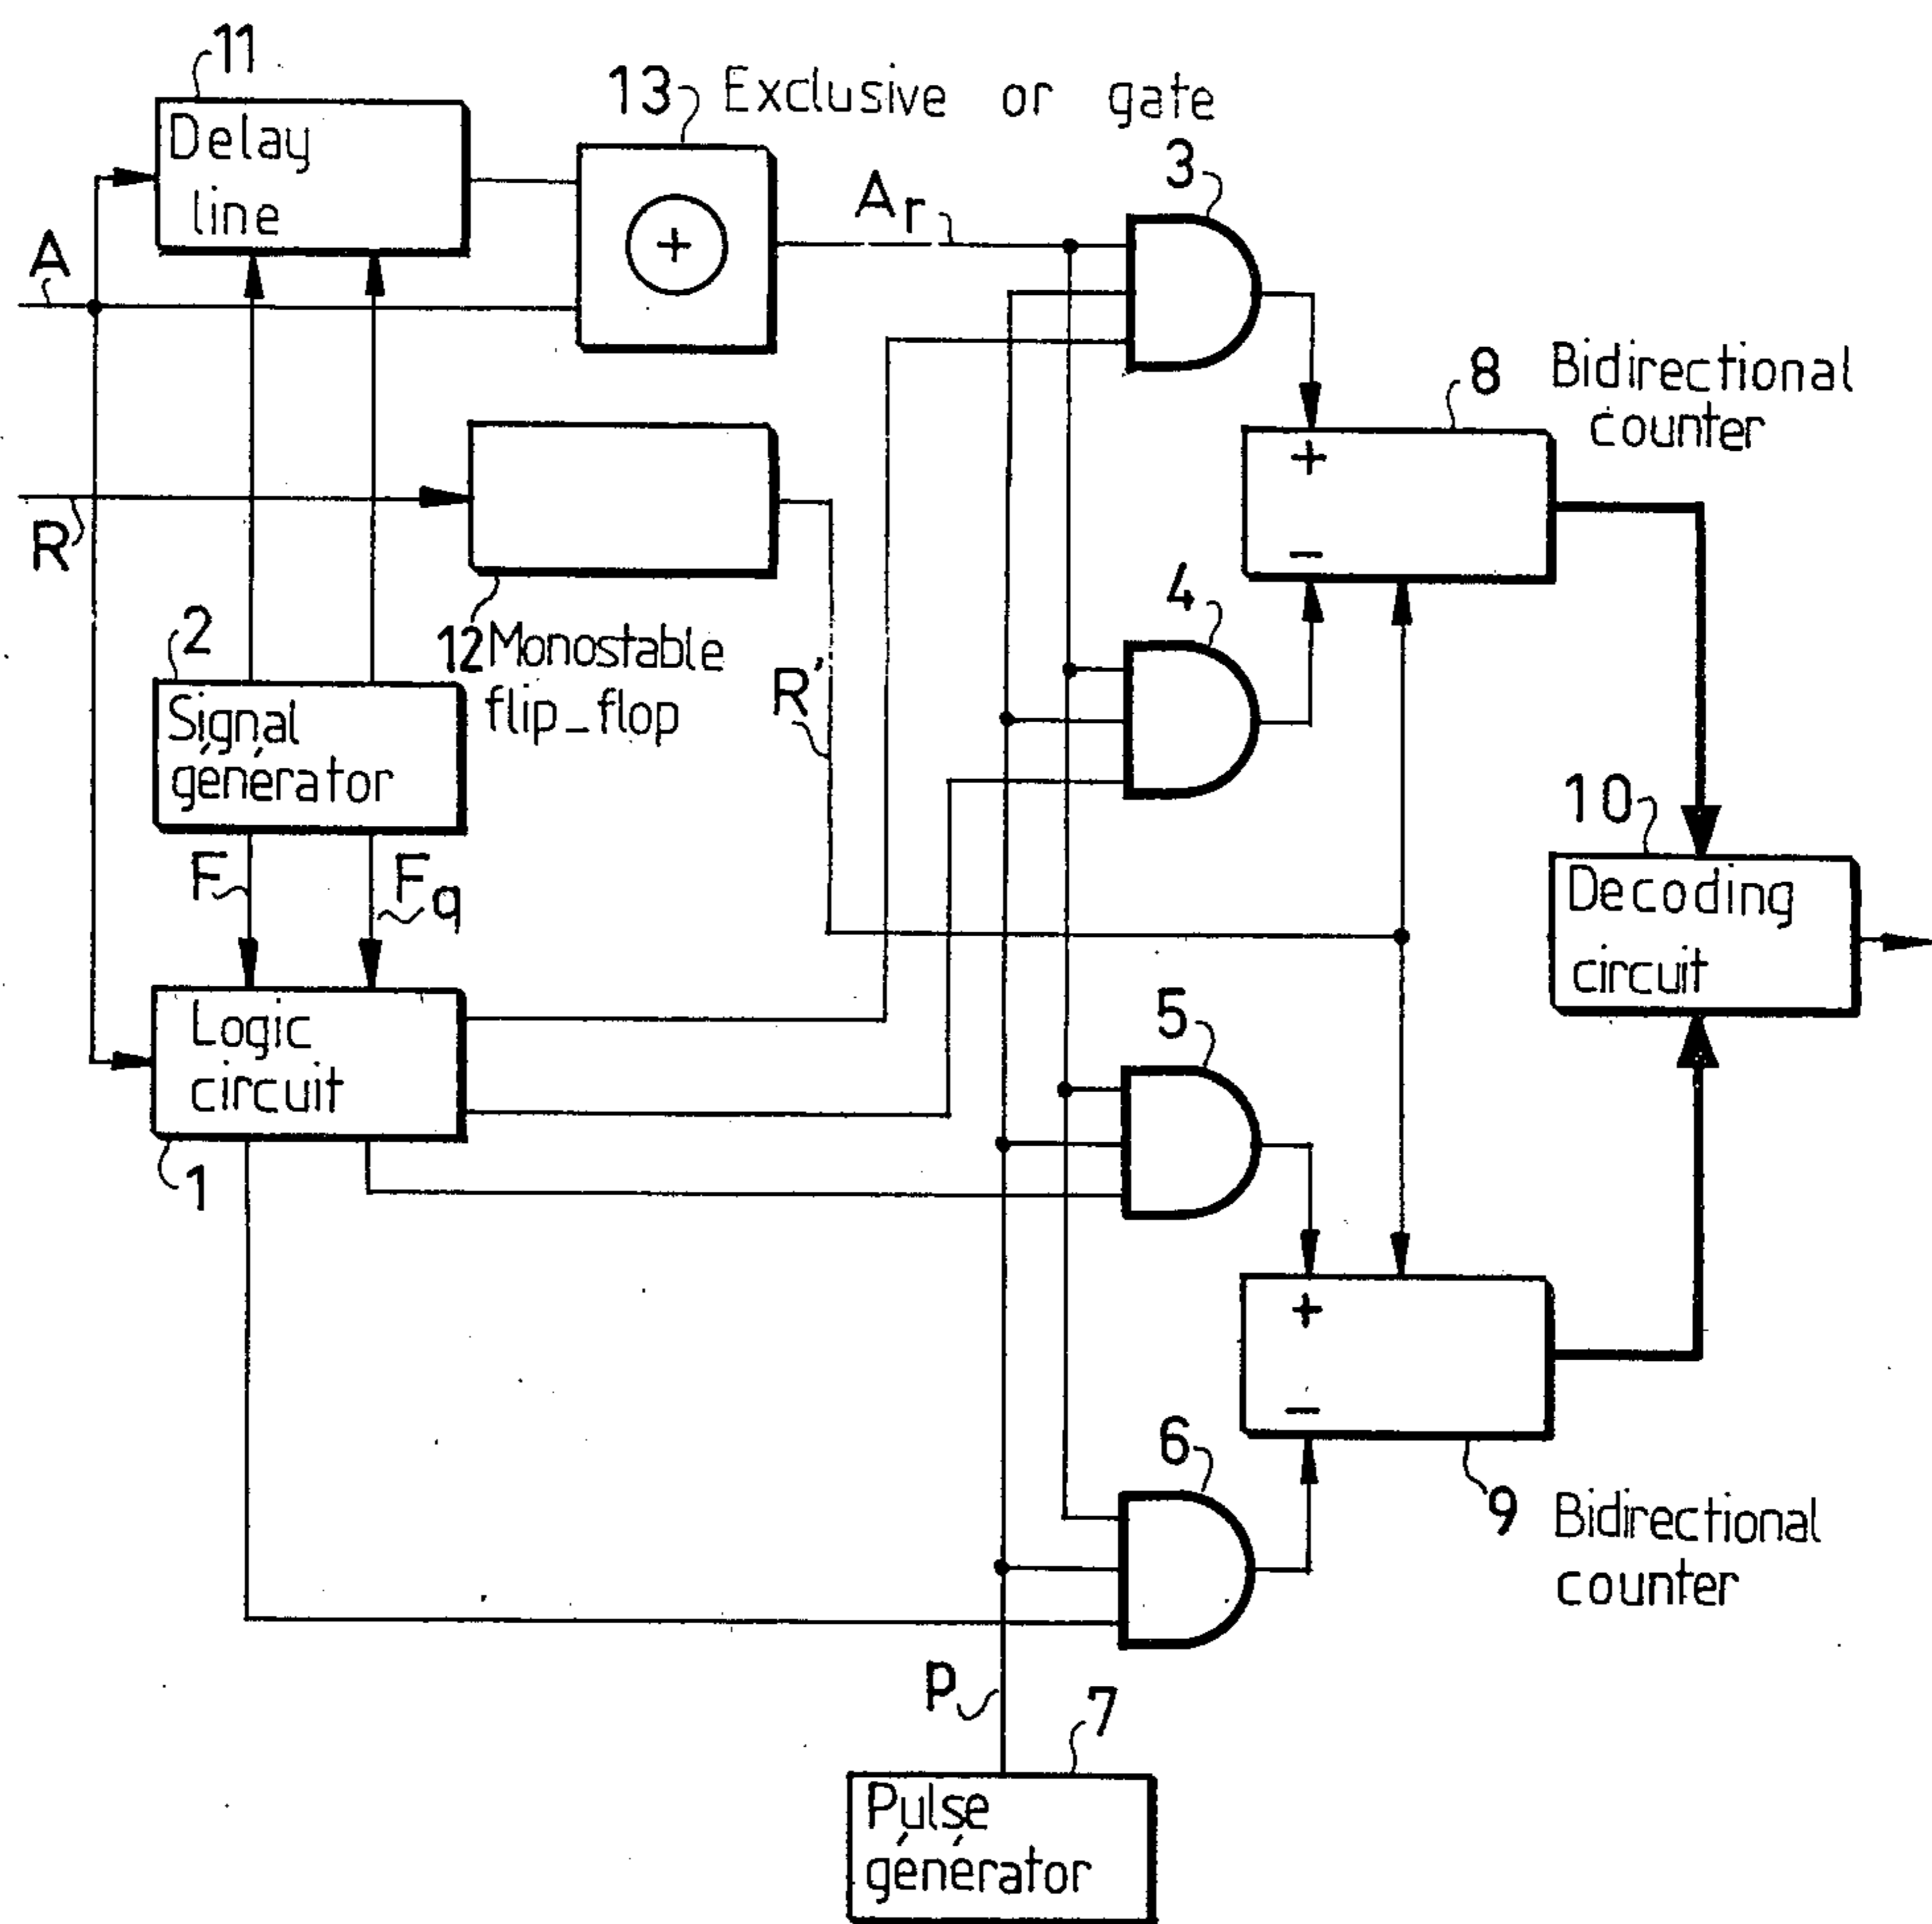 11
Delay
line
13 Exclusive or gate
+
Ar
3
A
R
8 Bidirectional
counter
+
−
12 Monostable
flip_flop
R'
4
2
Signal
générator
F
Fq
10
Decoding
circuit
Logic
circuit
1
5
+
−
9 Bidirectional
counter
6
P
7
Pulse
générator